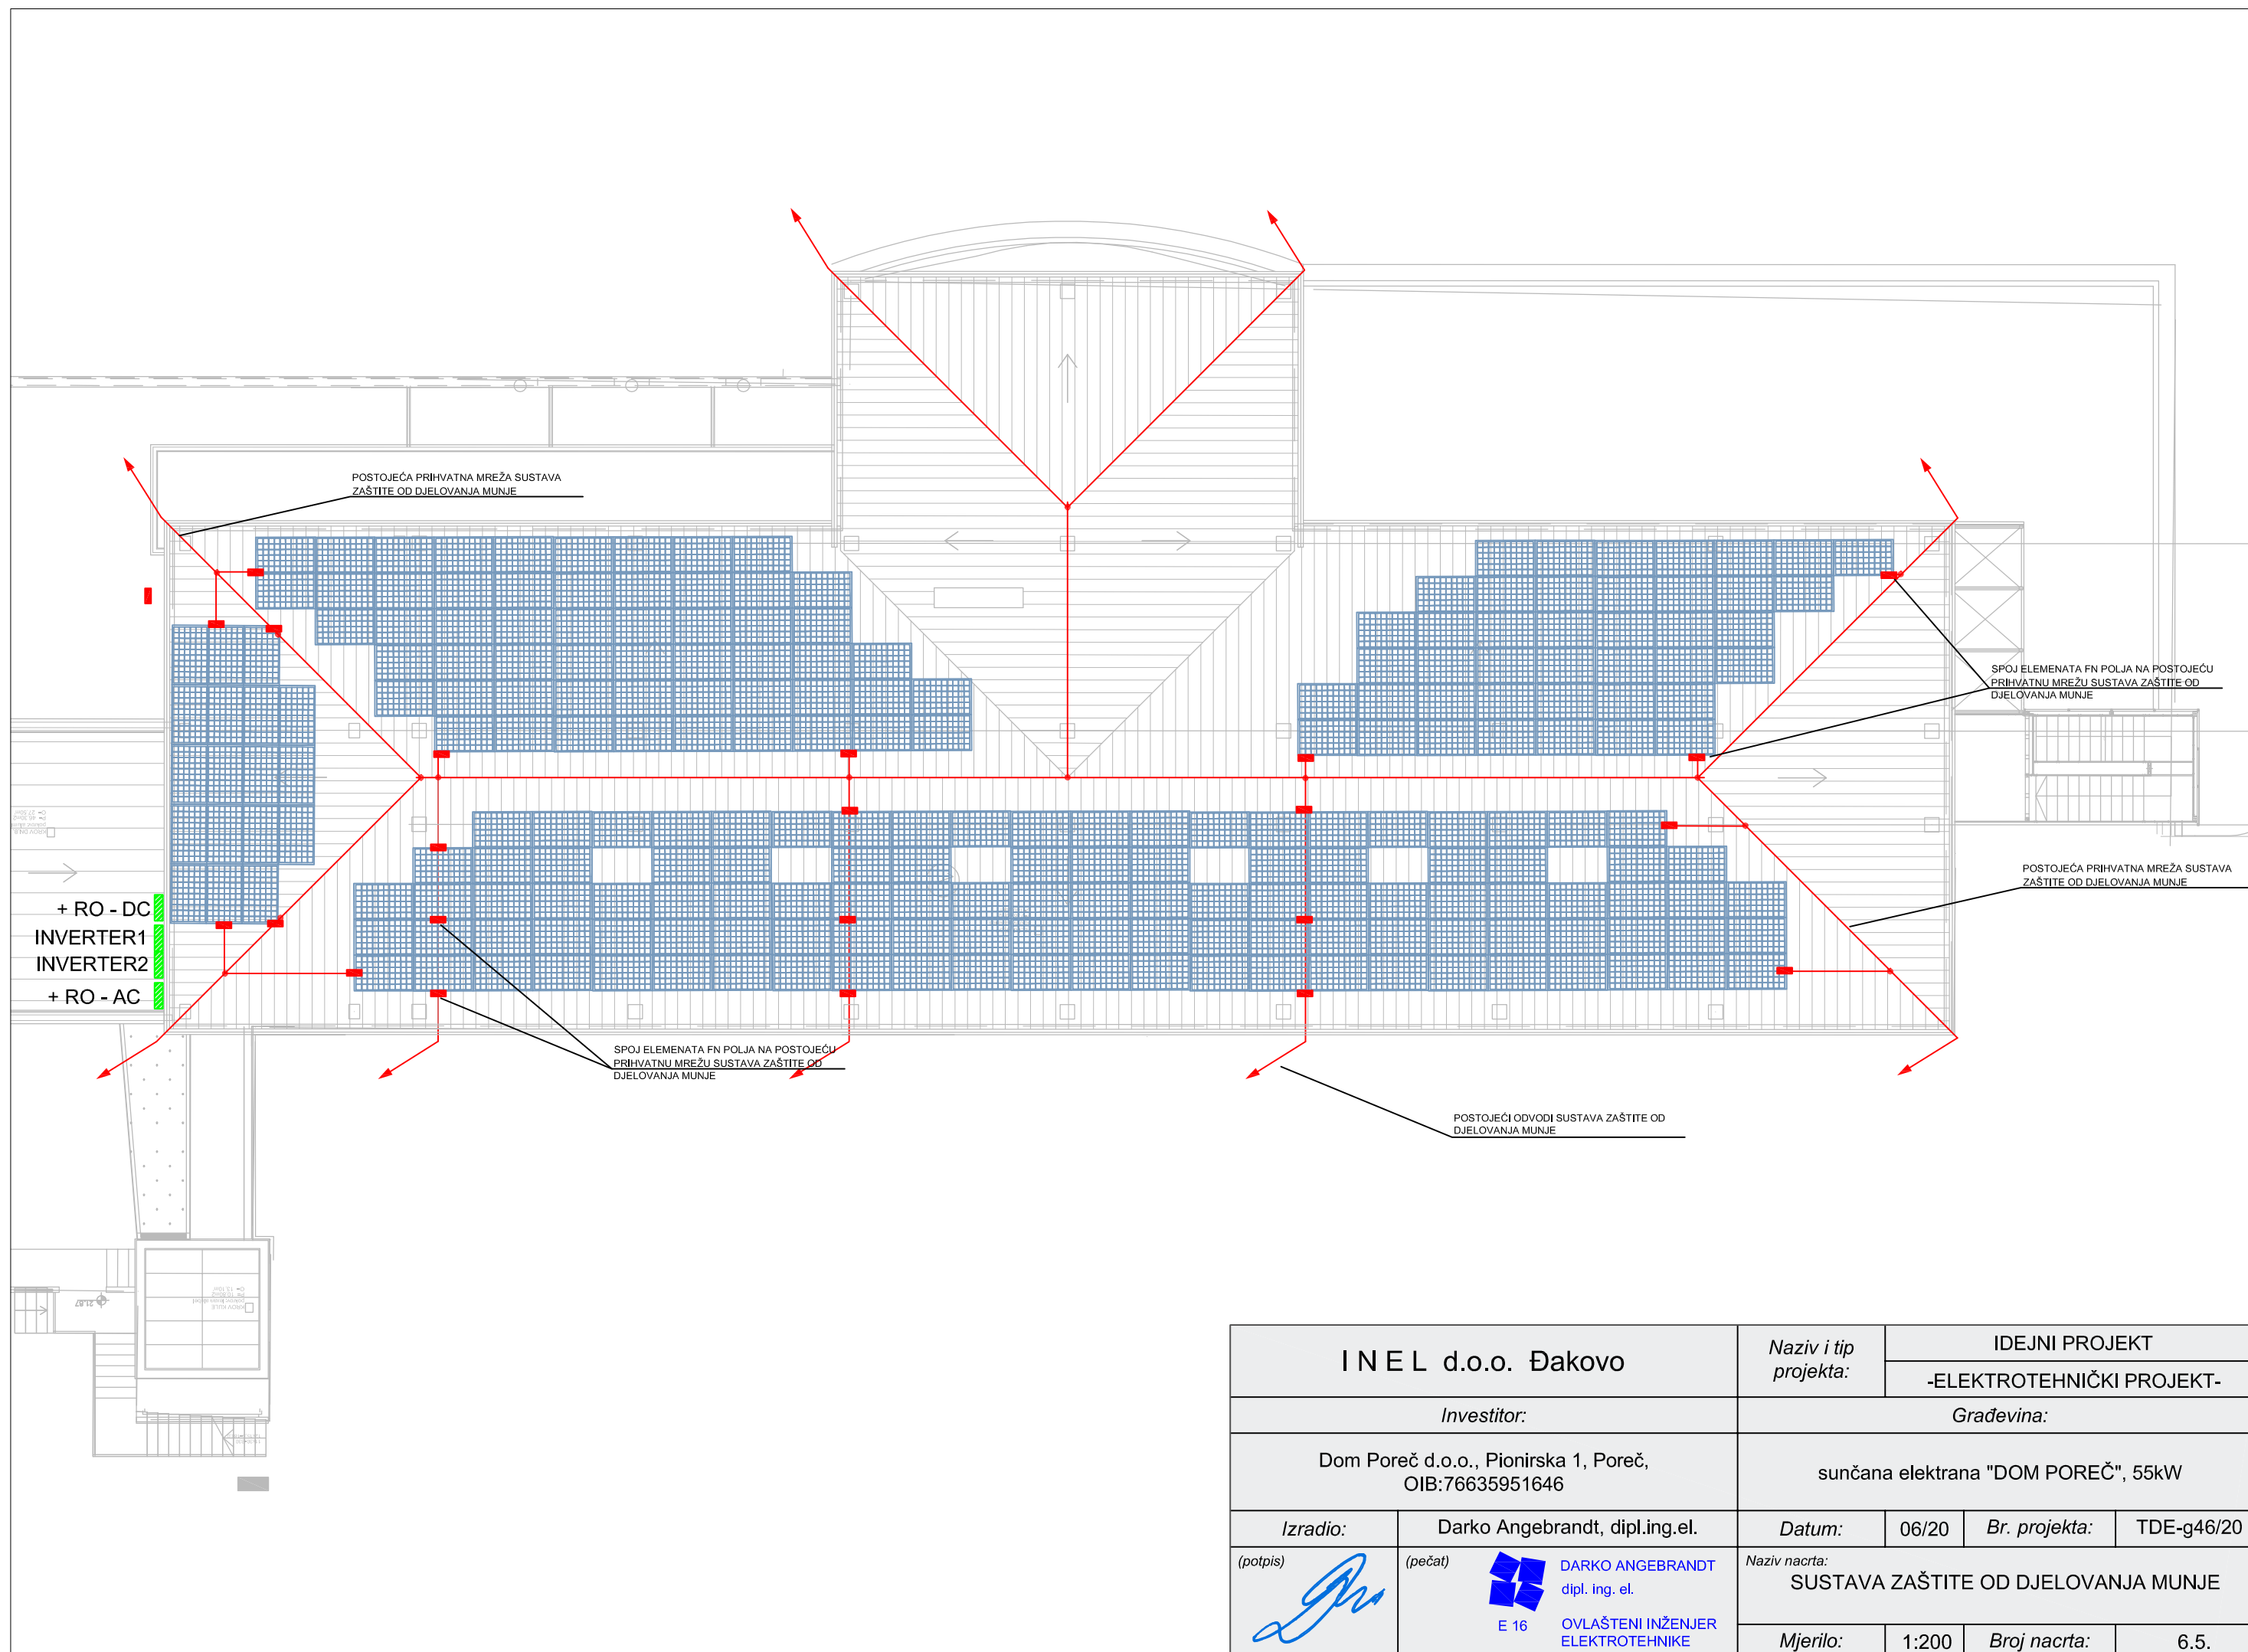 POSTOJEĆA PRIHVATNA MREŽA SUSTAVA
ZAŠTITE OD DJELOVANJA MUNJE
SPOJ ELEMENATA FN POLJA NA POSTOJEĆU
PRIHVATNU MREŽU SUSTAVA ZAŠTITE OD
DJELOVANJA MUNJE
POSTOJEĆA PRIHVATNA MREŽA SUSTAVA
ZAŠTITE OD DJELOVANJA MUNJE
+ RO - DC
INVERTER1
INVERTER2
+ RO - AC
SPOJ ELEMENATA FN POLJA NA POSTOJEĆU
PRIHVATNU MREŽU SUSTAVA ZAŠTITE OD
DJELOVANJA MUNJE
POSTOJEĆI ODVODI SUSTAVA ZAŠTITE OD
DJELOVANJA MUNJE
21.87
KROV KULE
I N E L d.o.o. Đakovo
Naziv i tip
projekta:
IDEJNI PROJEKT
-ELEKTROTEHNIČKI PROJEKT-
Investitor:
Građevina:
Dom Poreč d.o.o., Pionirska 1, Poreč,
OIB:76635951646
sunčana elektrana "DOM POREČ", 55kW
Izradio:
Darko Angebrandt, dipl.ing.el.
Datum:
06/20
Br. projekta:
TDE-g46/20
(potpis)
(pečat)
DARKO ANGEBRANDT
dipl. ing. el.
E 16
OVLAŠTENI INŽENJER
ELEKTROTEHNIKE
Naziv nacrta:
SUSTAVA ZAŠTITE OD DJELOVANJA MUNJE
Mjerilo:
1:200
Broj nacrta:
6.5.